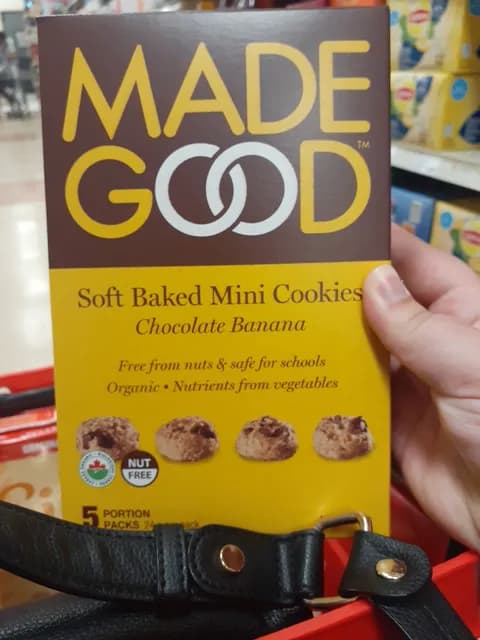 MADE
GOOD™
Soft Baked Mini Cookies
Chocolate Banana
Free from nuts & safe for schools
Organic • Nutrients from vegetables
NUT
FREE
5 PORTION
PACKS